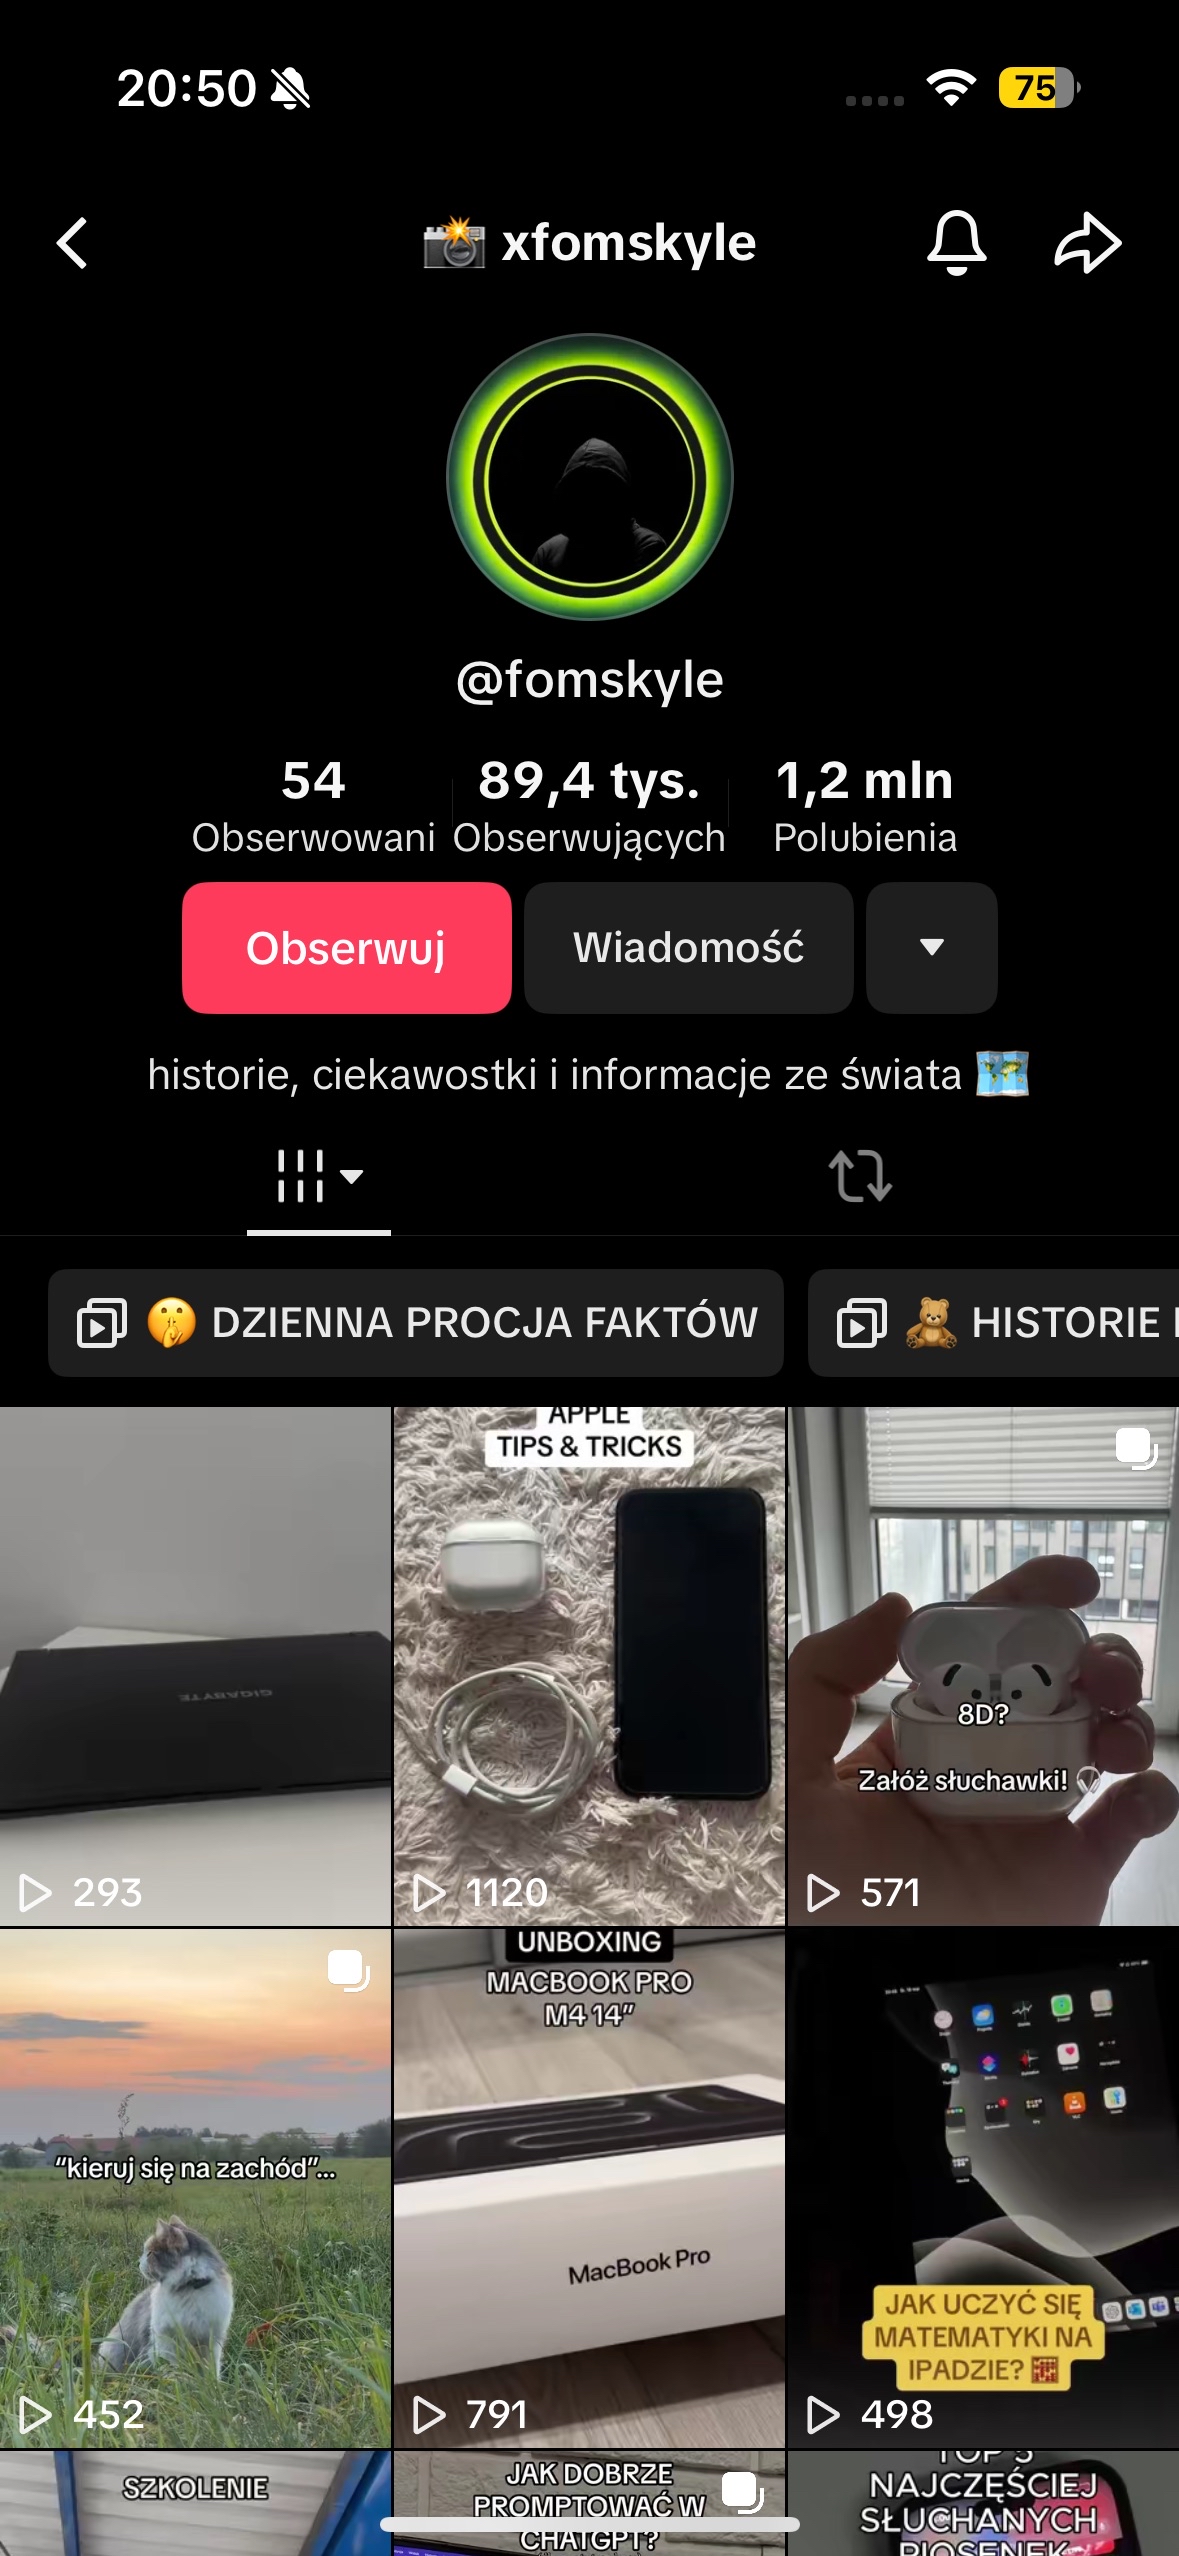 20:50
75
xfomskyle
@fomskyle
54
89,4 tys.
1,2 mln
Obserwowani
Obserwujących
Polubienia
Obserwuj
Wiadomość
historie, ciekawostki i informacje ze świata
DZIENNA PROCJA FAKTÓW
HISTORIE
GIGABYTE
293
APPLE
TIPS & TRICKS
1120
8D?
Załóż słuchawki!
571
"kieruj się na zachód"...
452
UNBOXING
MACBOOK PRO
M4 14"
MacBook Pro
791
JAK UCZYĆ SIĘ
MATEMATYKI NA
IPADZIE?
498
SZKOLENIE
JAK DOBRZE
PROMPTOWAĆ W
CHATGPT?
TOP 5
NAJCZĘŚCIEJ
SŁUCHANYCH
PIOSENEK